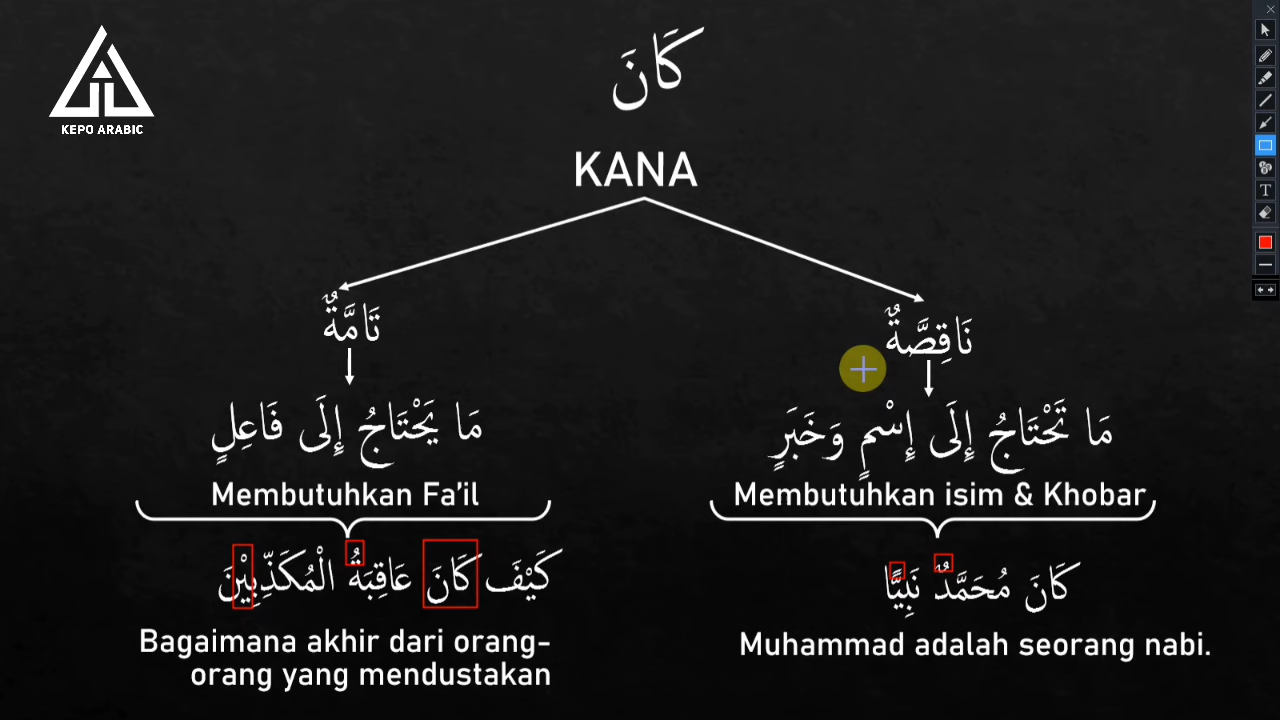 KEPO ARABIC
كَانَ
KANA
تَامَّةٌ
مَا يَحْتَاجُ إِلَى فَاعِلٍ
Membutuhkan Fa'il
كَيْفَ كَانَ عَاقِبَةُ الْمُكَذِّبِيْنَ
Bagaimana akhir dari orang-
orang yang mendustakan
نَاقِصَّةٌ
مَا تَحْتَاجُ إِلَى إِسْمٍ وَخَبَرٍ
Membutuhkan isim & Khobar
كَانَ مُحَمَّدٌ نَبِيًّا
Muhammad adalah seorang nabi.